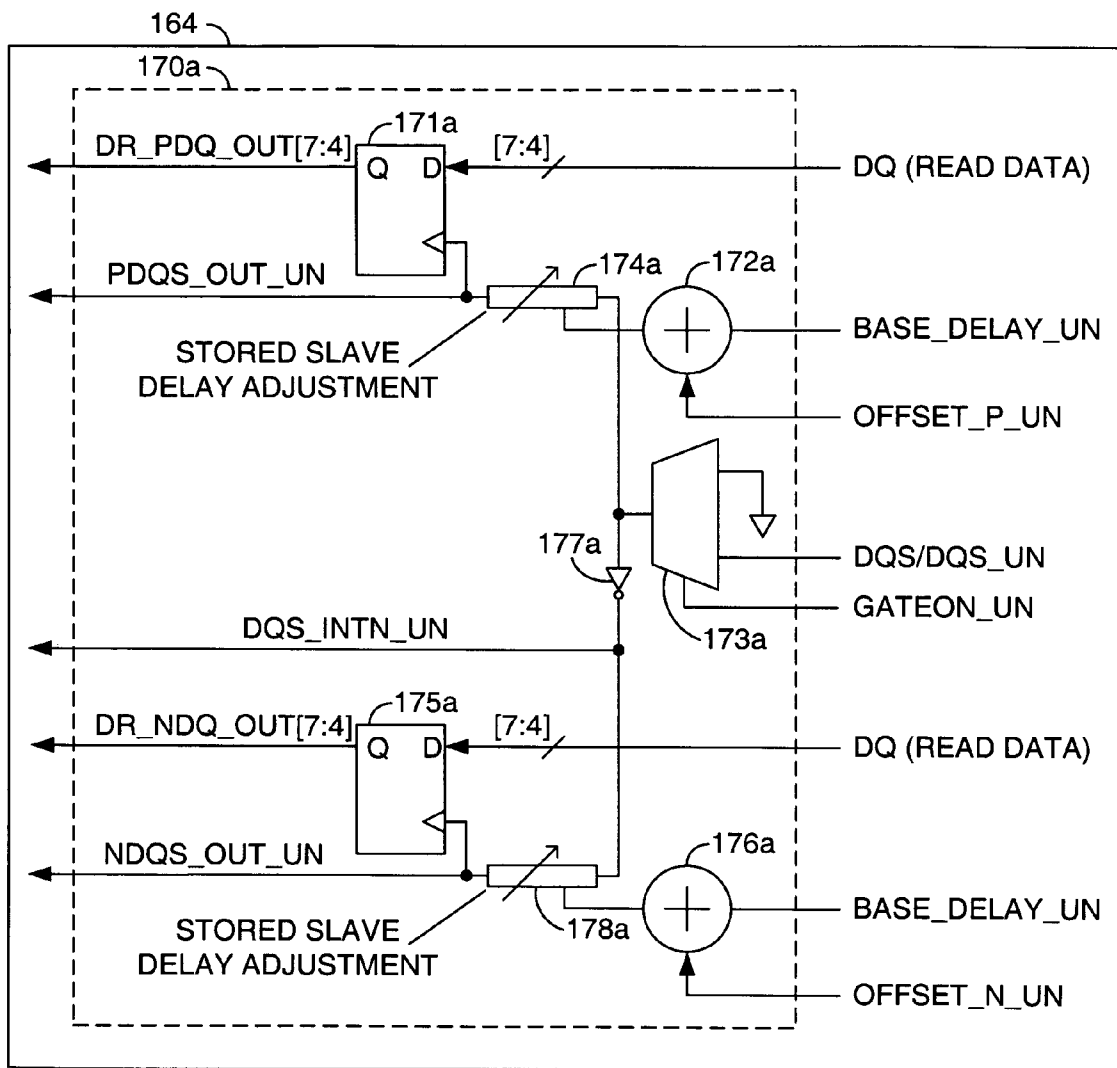 164
170a
171a
DR_PDQ_OUT[7:4]
Q D
[7:4]
DQ (READ DATA)
PDQS_OUT_UN
174a
172a
BASE_DELAY_UN
STORED SLAVE
DELAY ADJUSTMENT
OFFSET_P_UN
177a
DQS/DQS_UN
GATEON_UN
173a
DQS_INTN_UN
175a
DR_NDQ_OUT[7:4]
Q D
[7:4]
DQ (READ DATA)
NDQS_OUT_UN
176a
BASE_DELAY_UN
178a
STORED SLAVE
DELAY ADJUSTMENT
OFFSET_N_UN